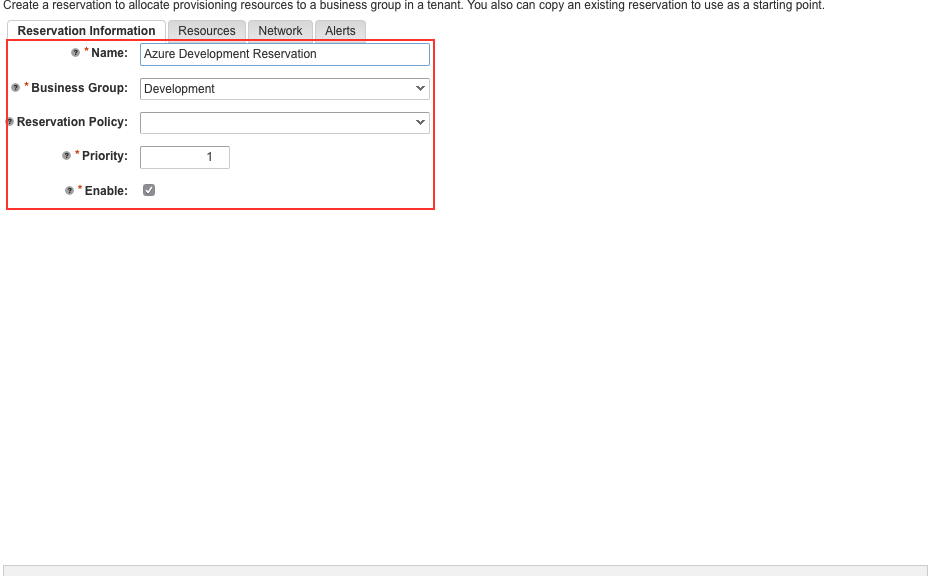 Create a reservation to allocate provisioning resources to a business group in a tenant. You also can copy an existing reservation to use as a starting point.
Reservation Information Resources Network Alerts
* Name: Azure Development Reservation
* Business Group: Development
Reservation Policy:
* Priority: 1
* Enable: